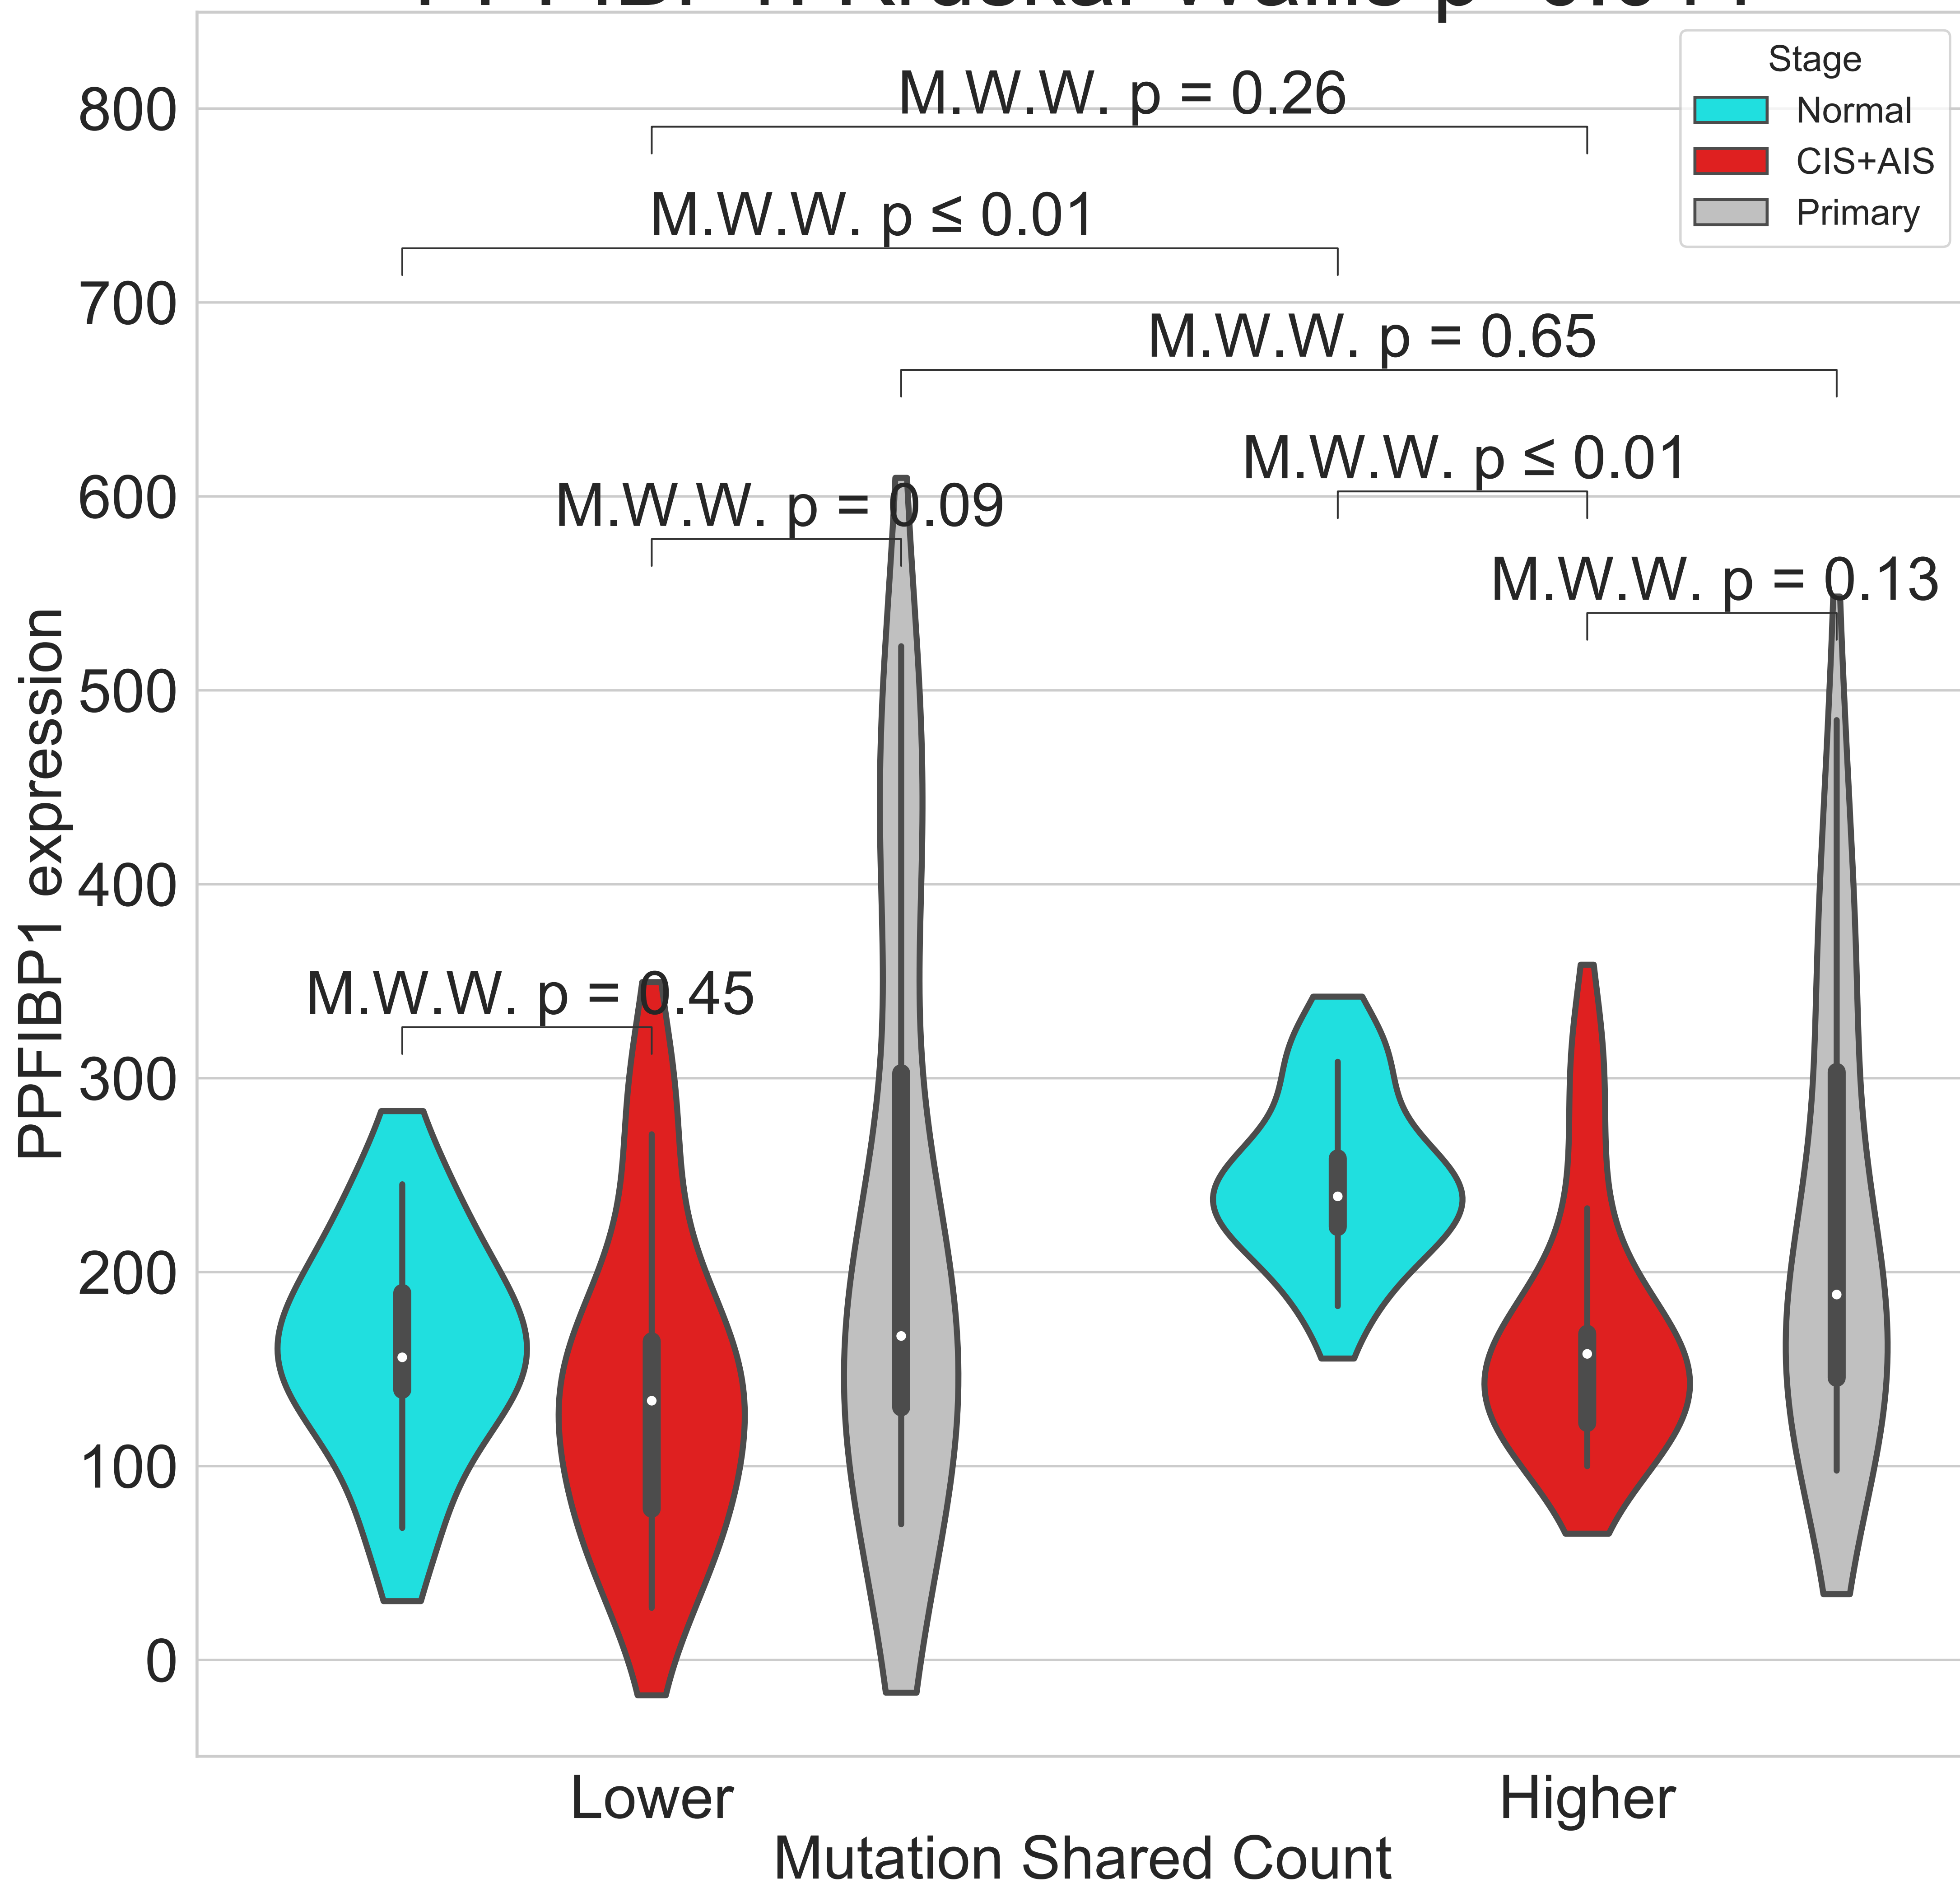 Stage
Normal
CIS+AIS
Primary
M.W.W. p = 0.26
M.W.W. p ≤ 0.01
M.W.W. p = 0.65
M.W.W. p ≤ 0.01
M.W.W. p = 0.09
M.W.W. p = 0.13
M.W.W. p = 0.45
800
700
600
500
400
300
200
100
0
PPFIBP1 expression
Lower
Higher
Mutation Shared Count